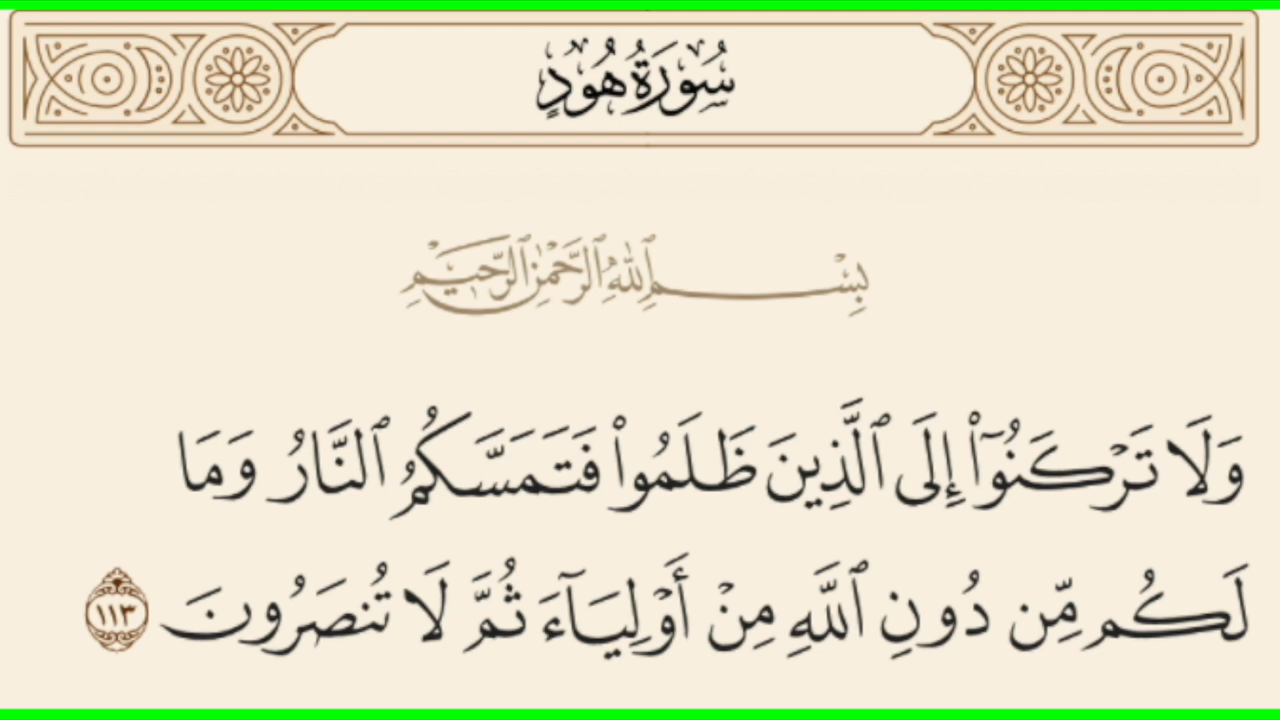 سُورَةُ هُودٍ
بِسْمِ ٱللَّهِ ٱلرَّحْمَٰنِ ٱلرَّحِيمِ
وَلَا تَرْكَنُوٓا۟ إِلَى ٱلَّذِينَ ظَلَمُوا۟ فَتَمَسَّكُمُ ٱلنَّارُ وَمَا
لَكُم مِّن دُونِ ٱللَّهِ مِنْ أَوْلِيَآءَ ثُمَّ لَا تُنصَرُونَ ١١٣